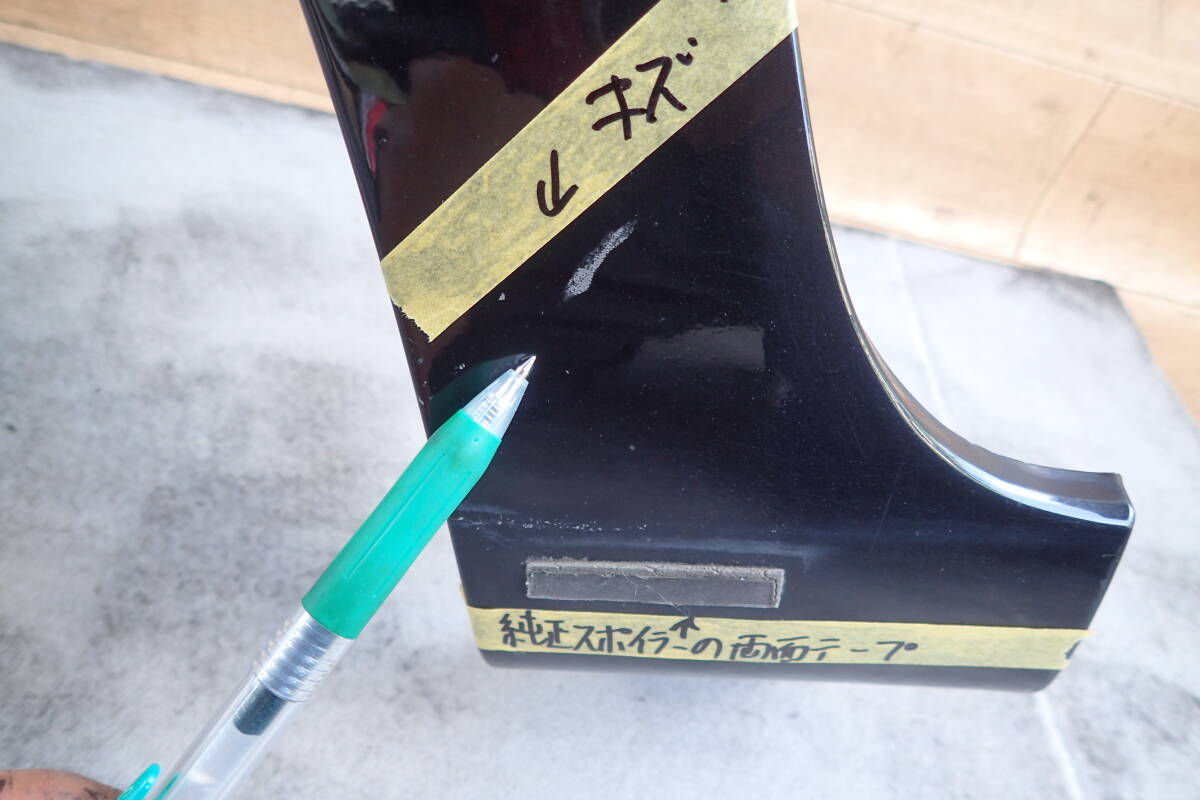 キズ
↓
↑
純正スポイラーの両面テープ